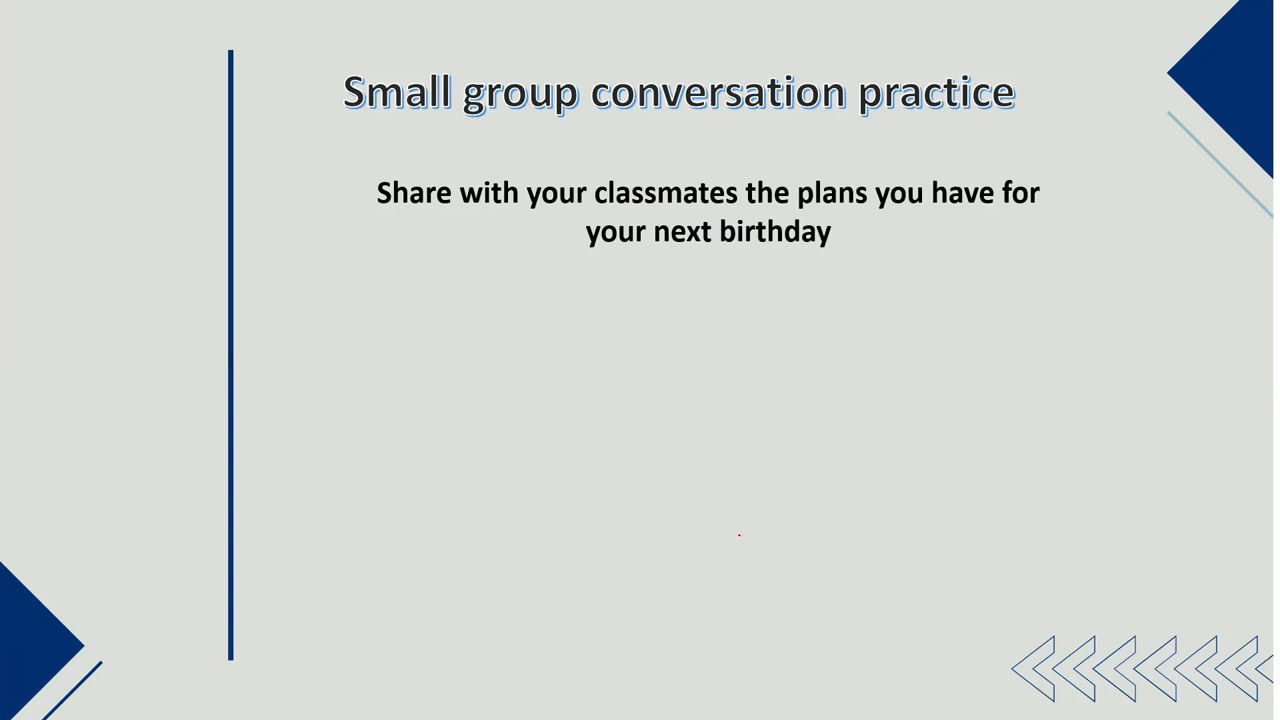 Small group conversation practice
Share with your classmates the plans you have for
your next birthday